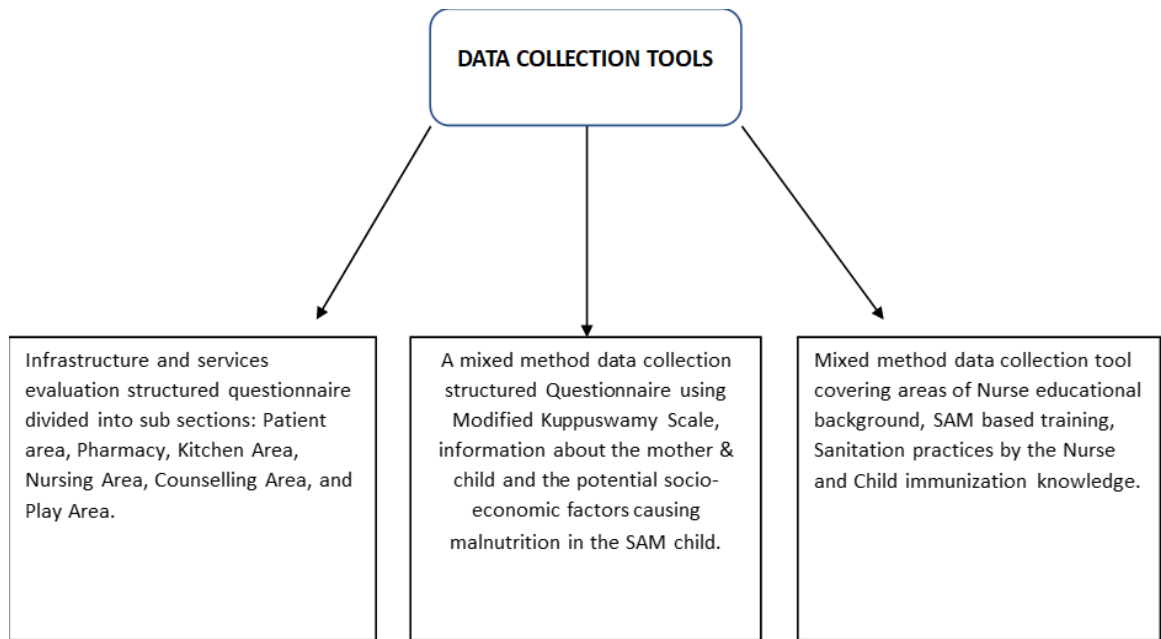 DATA COLLECTION TOOLS
Infrastructure and services
evaluation structured questionnaire
divided into sub sections: Patient
area, Pharmacy, Kitchen Area,
Nursing Area, Counselling Area, and
Play Area.
A mixed method data collection
structured Questionnaire using
Modified Kuppuswamy Scale,
information about the mother &
child and the potential socio-
economic factors causing
malnutrition in the SAM child.
Mixed method data collection tool
covering areas of Nurse educational
background, SAM based training,
Sanitation practices by the Nurse
and Child immunization knowledge.